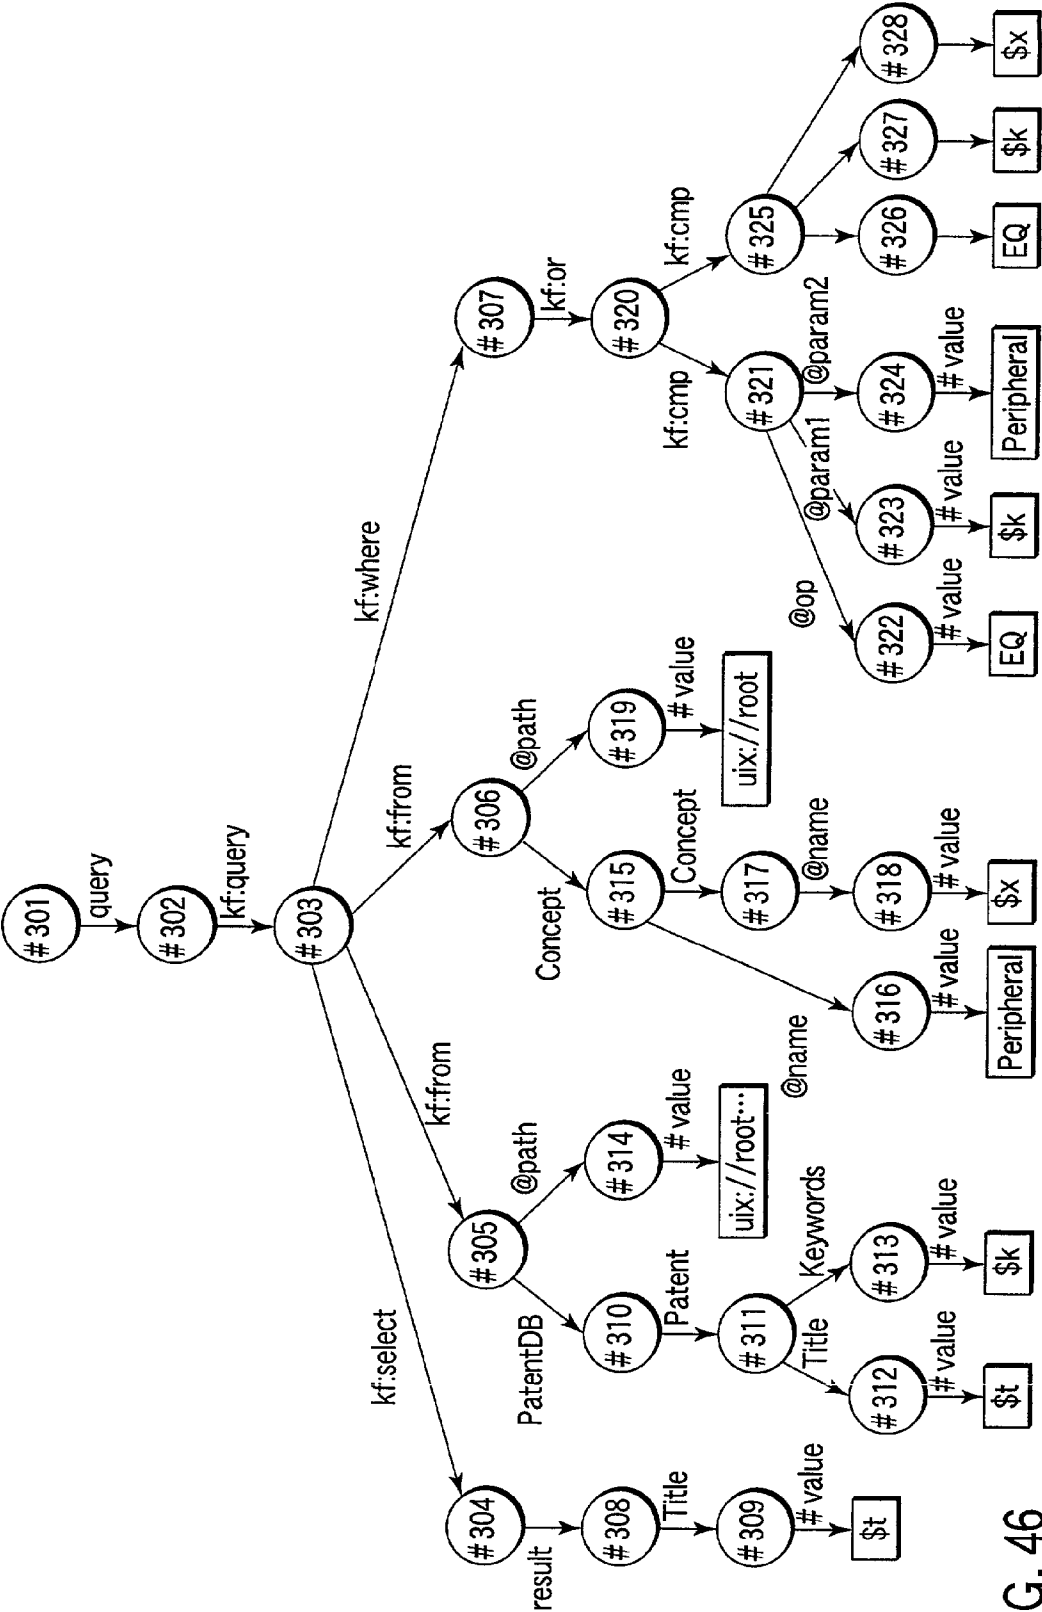 #301
query
#302
kf:query
#303
kf:select
kf:from
kf:from
kf:where
#304
#305
#306
#307
result
PatentDB
@path
Concept
@path
kf:or
#308
#310
#314
#315
#319
#320
Title
Patent
#value
Concept
#value
kf:cmp
kf:cmp
#309
#311
uix://root…
#317
uix://root
#321
#325
#value
Title
Keywords
@name
@name
@op
@param1
@param2
$t
#312
#313
#316
#318
#322
#323
#324
#326
#327
#328
#value
#value
#value
#value
#value
#value
#value
$t
$k
Peripheral
$x
EQ
$k
Peripheral
EQ
$k
$x
G. 46